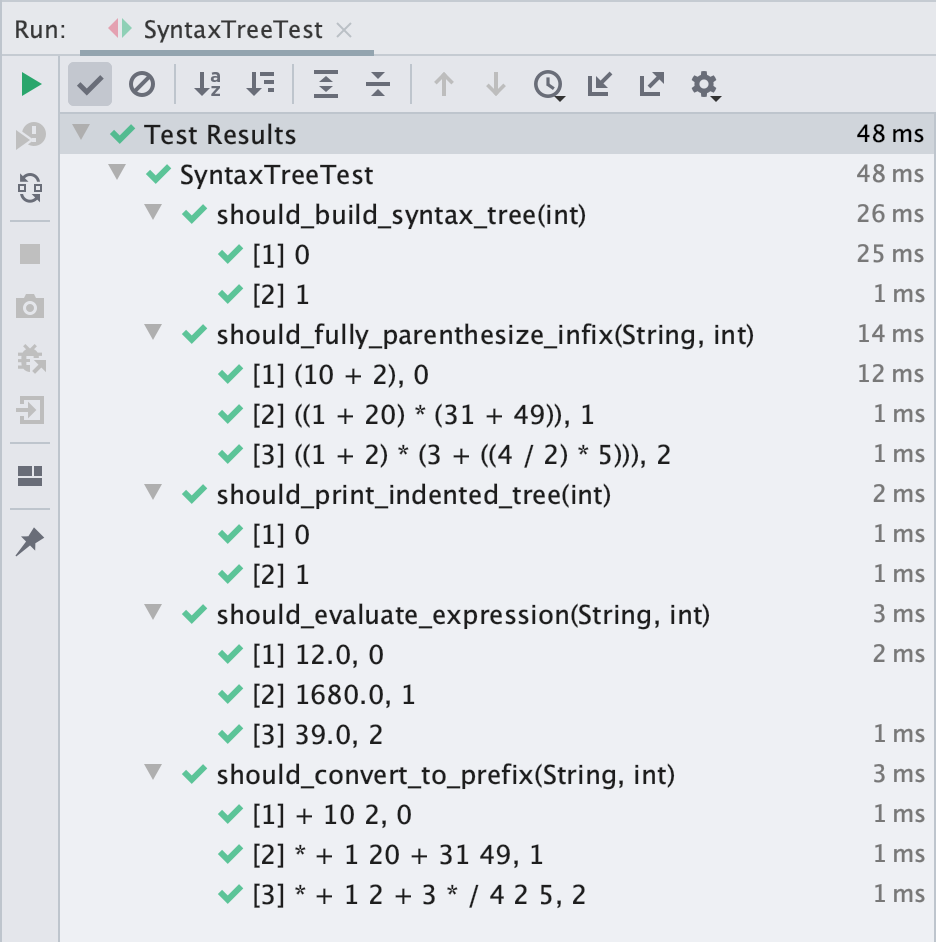 Run: SyntaxTreeTest
Test Results 48 ms
SyntaxTreeTest 48 ms
should_build_syntax_tree(int) 26 ms
[1] 0 25 ms
[2] 1 1 ms
should_fully_parenthesize_infix(String, int) 14 ms
[1] (10 + 2), 0 12 ms
[2] ((1 + 20) * (31 + 49)), 1 1 ms
[3] ((1 + 2) * (3 + ((4 / 2) * 5))), 2 1 ms
should_print_indented_tree(int) 2 ms
[1] 0 1 ms
[2] 1 1 ms
should_evaluate_expression(String, int) 3 ms
[1] 12.0, 0 2 ms
[2] 1680.0, 1
[3] 39.0, 2 1 ms
should_convert_to_prefix(String, int) 3 ms
[1] + 10 2, 0 1 ms
[2] * + 1 20 + 31 49, 1 1 ms
[3] * + 1 2 + 3 * / 4 2 5, 2 1 ms